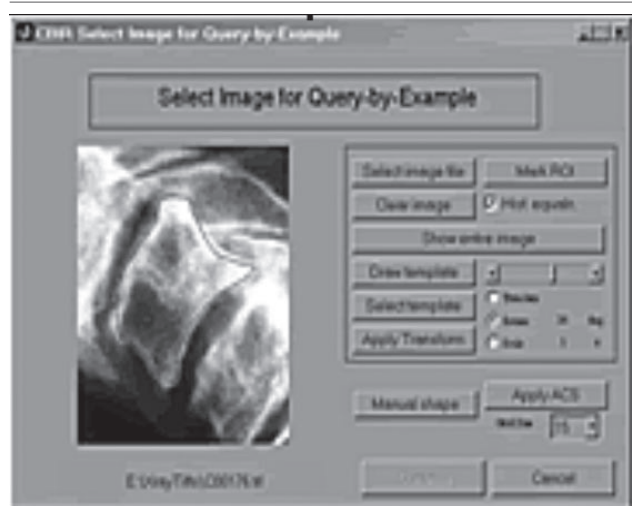 CBIR Select Image for Query-by-Example
Select Image for Query-by-Example
Select image file
Mark ROI
Clear image
Hist equaln.
Show entire image
Draw template
Select template
Apply Transform
Manual shape
Apply ACS
15
Cancel